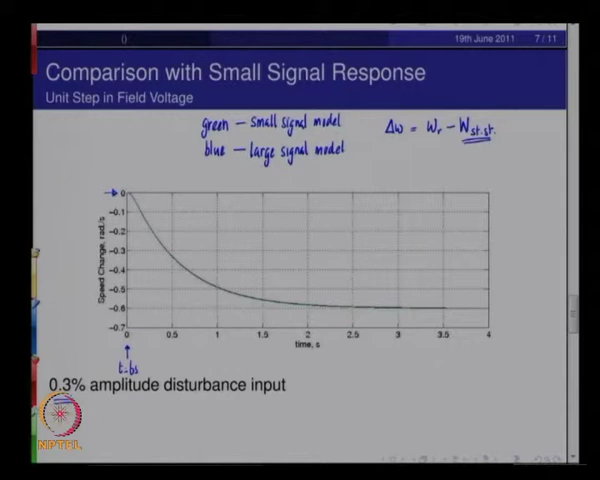 19th June 2011 7 / 11
Comparison with Small Signal Response
Unit Step in Field Voltage
green – small signal model
blue – large signal model
Δω = ωr − ωst.st.
0
−0.1
−0.2
−0.3
−0.4
−0.5
−0.6
−0.7
Speed Change, rad./s
0 0.5 1 1.5 2 2.5 3 3.5 4
time, s
0.3% amplitude disturbance input
NPTEL